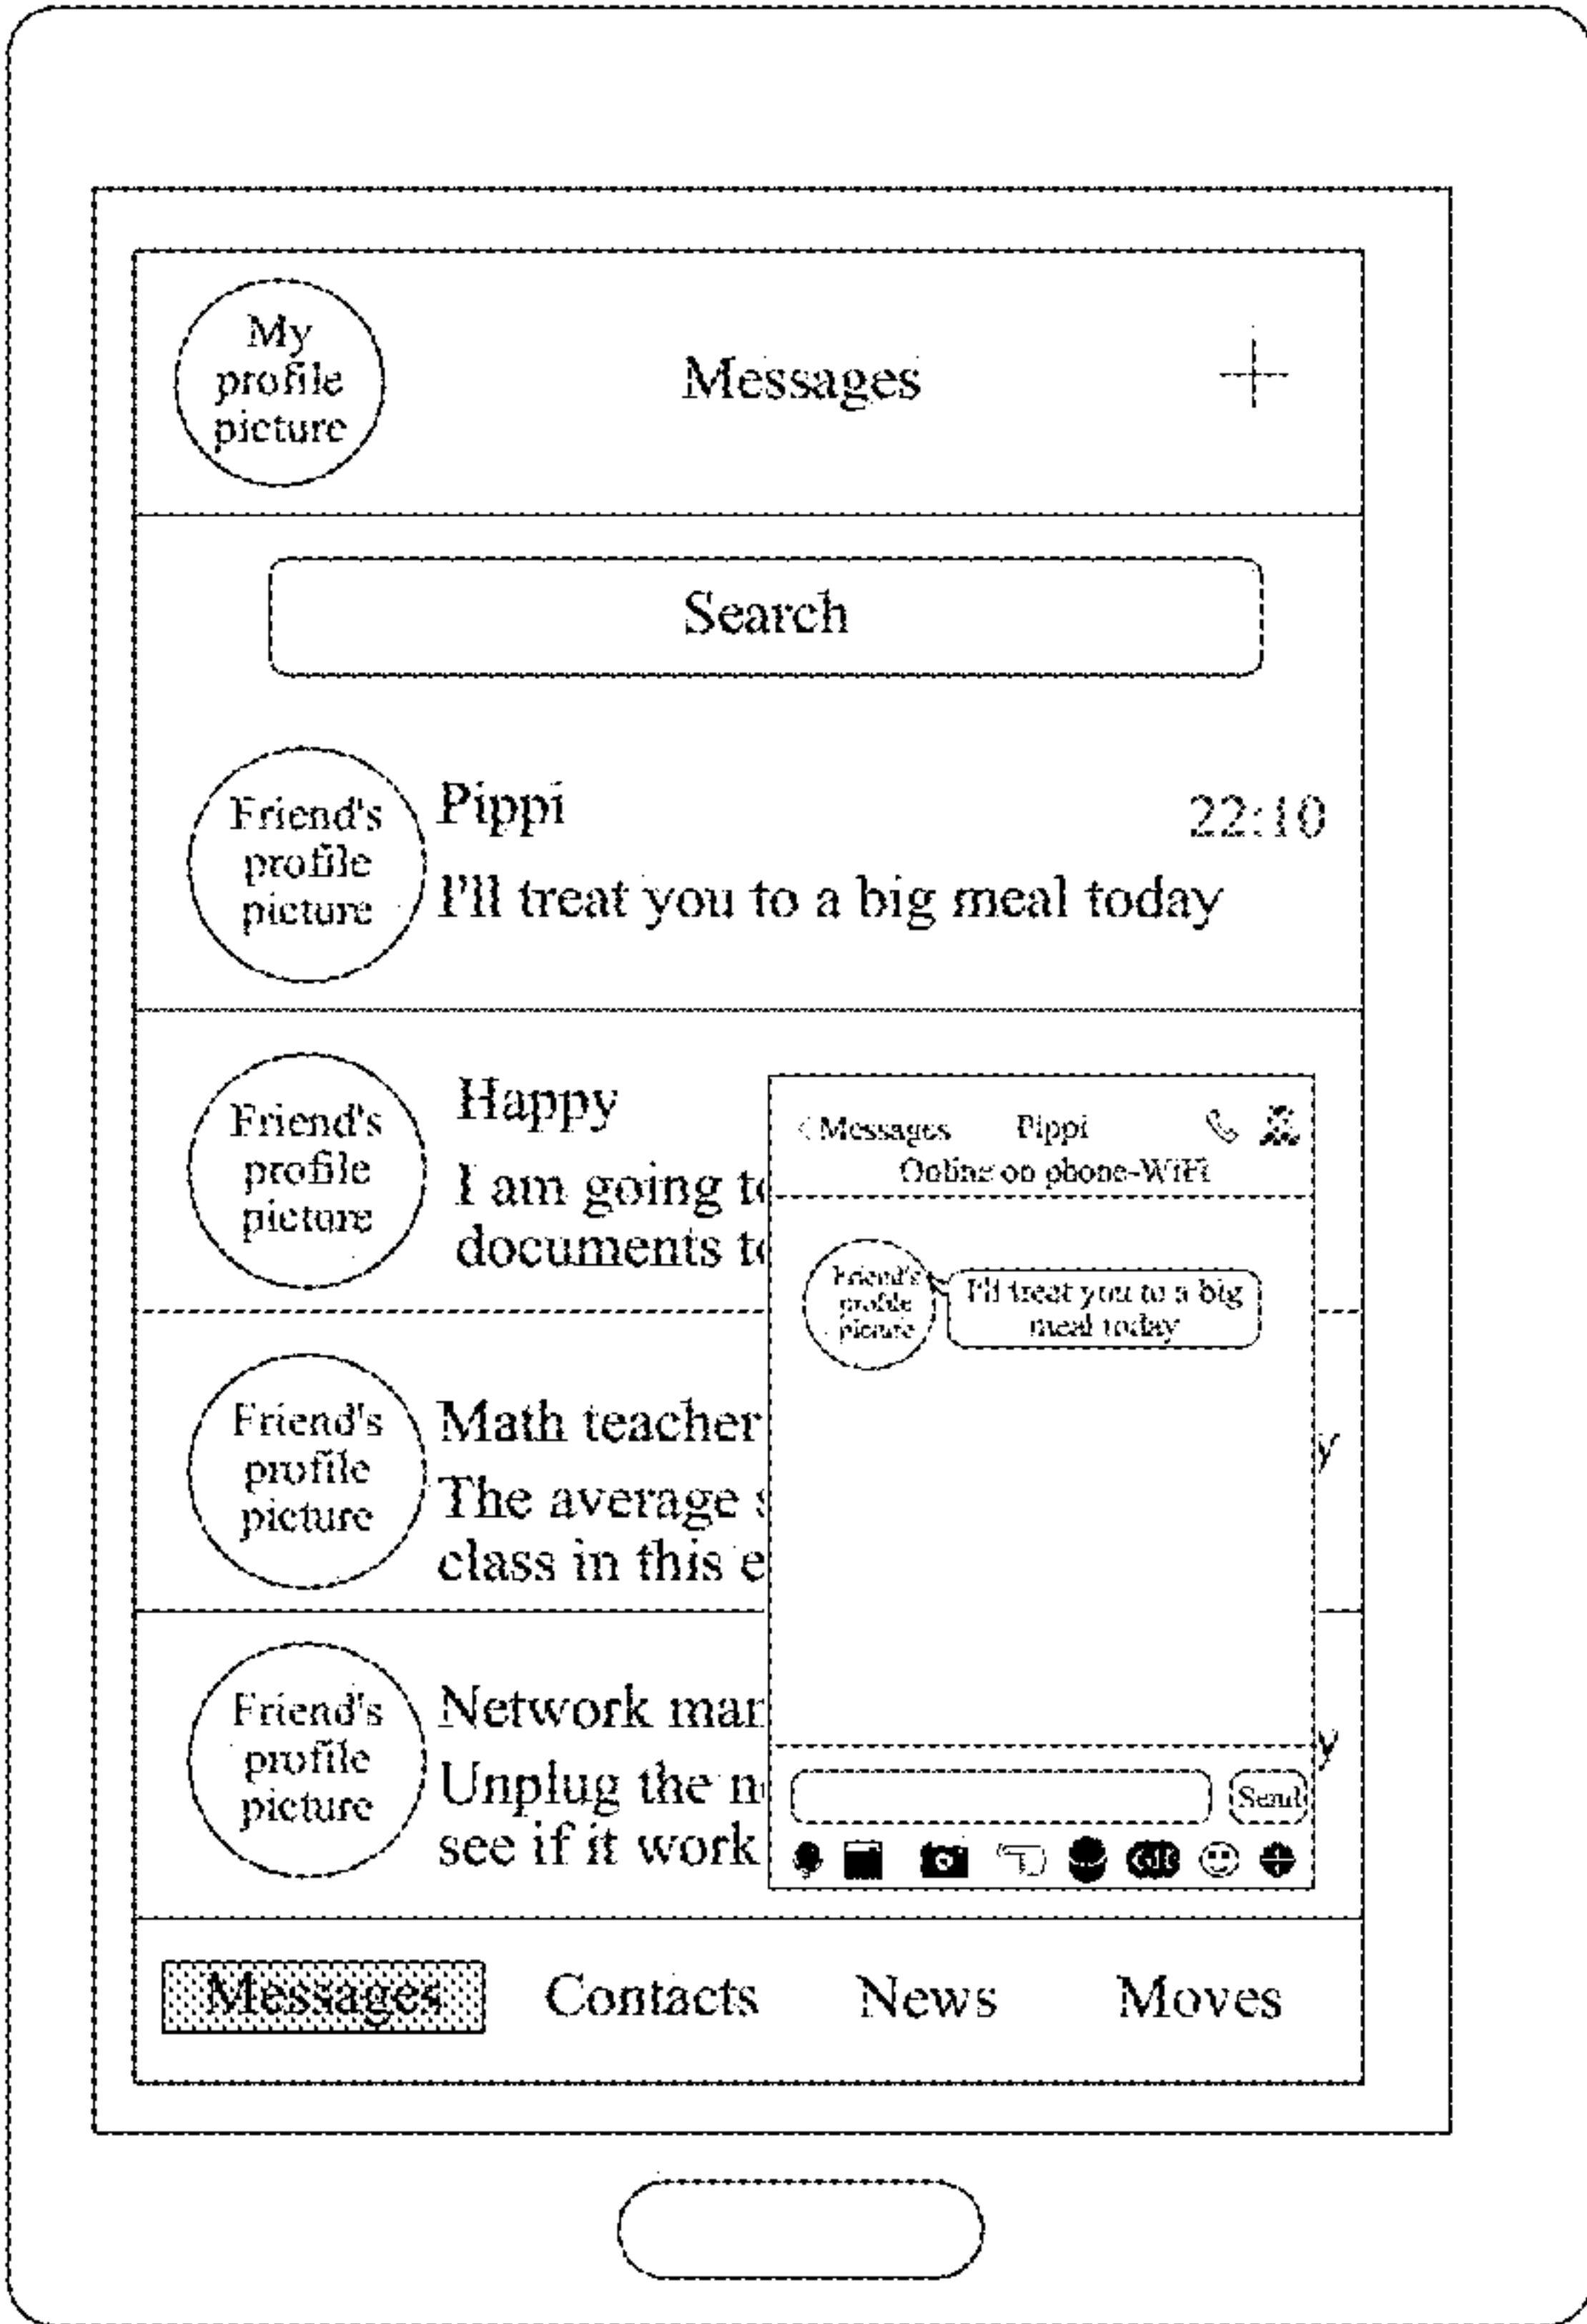 My
profile
picture
Messages
Search
Friend's
profile
picture
Pippi
22:10
I'll treat you to a big meal today
Friend's
profile
picture
Happy
I am going
documents
Messages Pippi
Online on phone-WiFi
Friend's
profile
picture
I'll treat you to a big
meal today
Friend's
profile
picture
Math teacher
The average
class in this
Friend's
profile
picture
Network
Unplug the
see if it work
Send
GIF
Messages Contacts News Moves